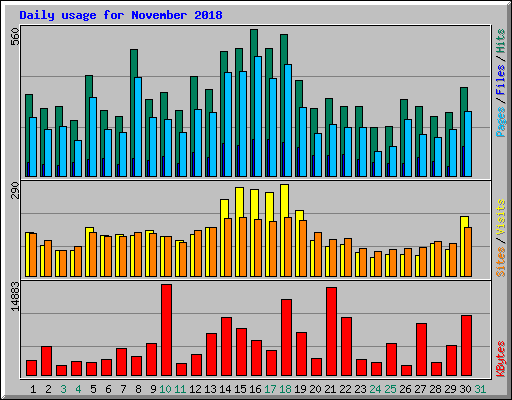 Daily usage for November 2018
560
290
14883
Pages / Files / Hits
Sites / Visits
KBytes
1 2 3 4 5 6 7 8 9 10 11 12 13 14 15 16 17 18 19 20 21 22 23 24 25 26 27 28 29 30 31